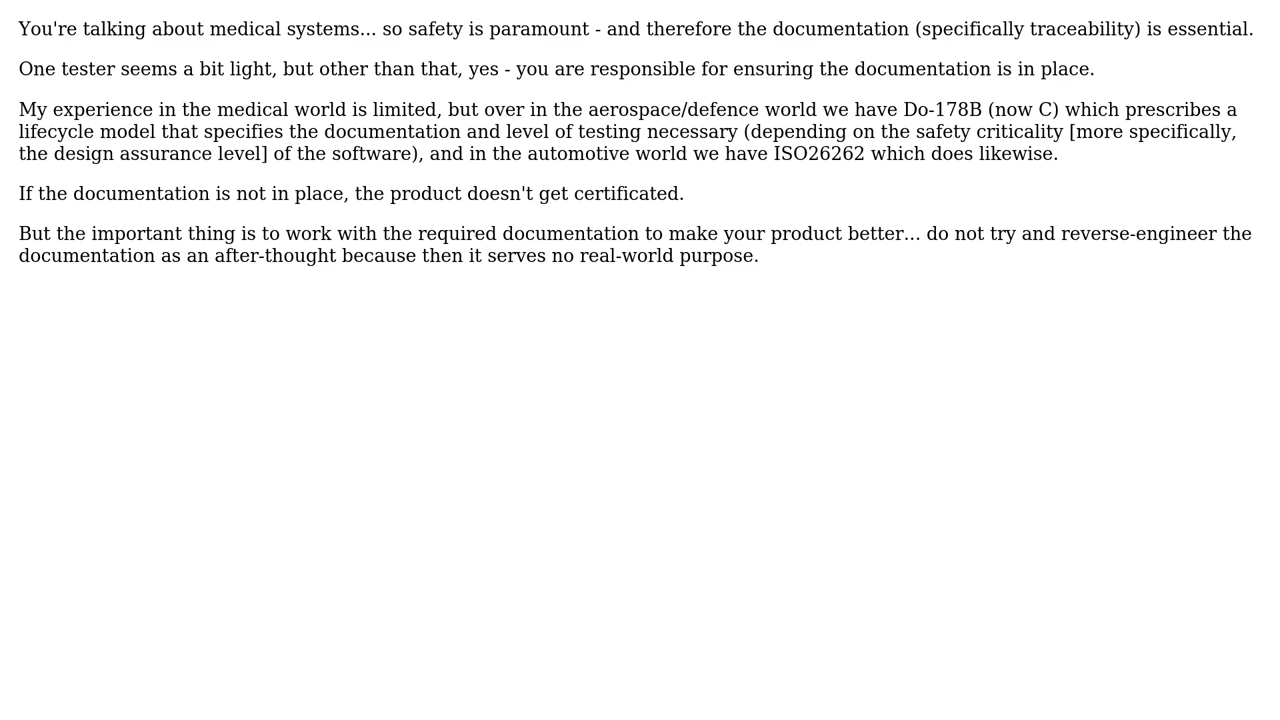 You're talking about medical systems... so safety is paramount - and therefore the documentation (specifically traceability) is essential.
One tester seems a bit light, but other than that, yes - you are responsible for ensuring the documentation is in place.
My experience in the medical world is limited, but over in the aerospace/defence world we have Do-178B (now C) which prescribes a
lifecycle model that specifies the documentation and level of testing necessary (depending on the safety criticality [more specifically,
the design assurance level] of the software), and in the automotive world we have ISO26262 which does likewise.
If the documentation is not in place, the product doesn't get certificated.
But the important thing is to work with the required documentation to make your product better... do not try and reverse-engineer the
documentation as an after-thought because then it serves no real-world purpose.